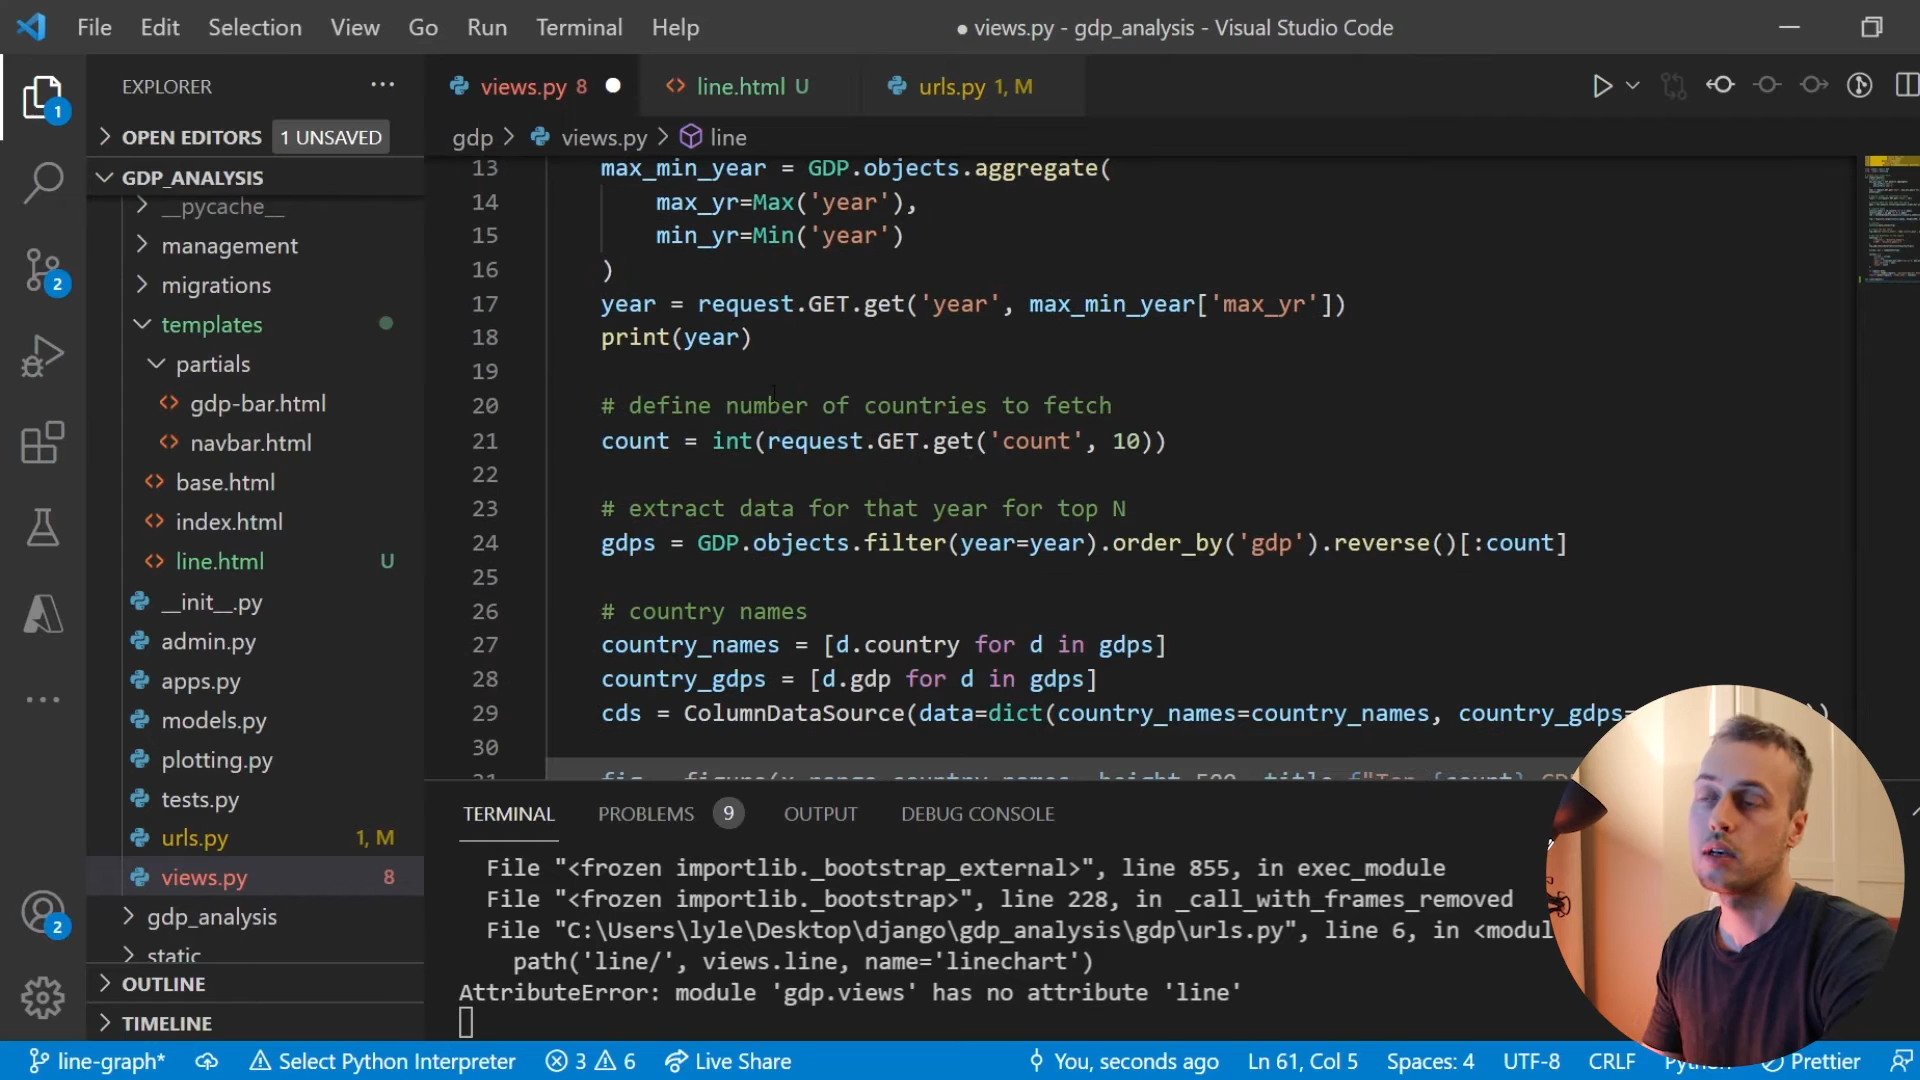 File Edit Selection View Go Run Terminal Help
● views.py - gdp_analysis - Visual Studio Code
EXPLORER
views.py 8
line.html U
urls.py 1, M
OPEN EDITORS 1 UNSAVED
gdp > views.py > line
GDP_ANALYSIS
__pycache__
management
migrations
templates
partials
gdp-bar.html
navbar.html
base.html
index.html
line.html U
__init__.py
admin.py
apps.py
models.py
plotting.py
tests.py
urls.py 1, M
views.py 8
gdp_analysis
static
OUTLINE
TIMELINE
1
2
2
13 max_min_year = GDP.objects.aggregate(
14 max_yr=Max('year'),
15 min_yr=Min('year')
16 )
17 year = request.GET.get('year', max_min_year['max_yr'])
18 print(year)
19
20 # define number of countries to fetch
21 count = int(request.GET.get('count', 10))
22
23 # extract data for that year for top N
24 gdps = GDP.objects.filter(year=year).order_by('gdp').reverse()[:count]
25
26 # country names
27 country_names = [d.country for d in gdps]
28 country_gdps = [d.gdp for d in gdps]
29 cds = ColumnDataSource(data=dict(country_names=country_names, country_gdps=
30
TERMINAL PROBLEMS 9 OUTPUT DEBUG CONSOLE
File "<frozen importlib._bootstrap_external>", line 855, in exec_module
File "<frozen importlib._bootstrap>", line 228, in _call_with_frames_removed
File "C:\Users\lyle\Desktop\django\gdp_analysis\gdp\urls.py", line 6, in <modul
path('line/', views.line, name='linechart')
AttributeError: module 'gdp.views' has no attribute 'line'
line-graph* Select Python Interpreter 3 6 Live Share You, seconds ago Ln 61, Col 5 Spaces: 4 UTF-8 CRLF Python Prettier